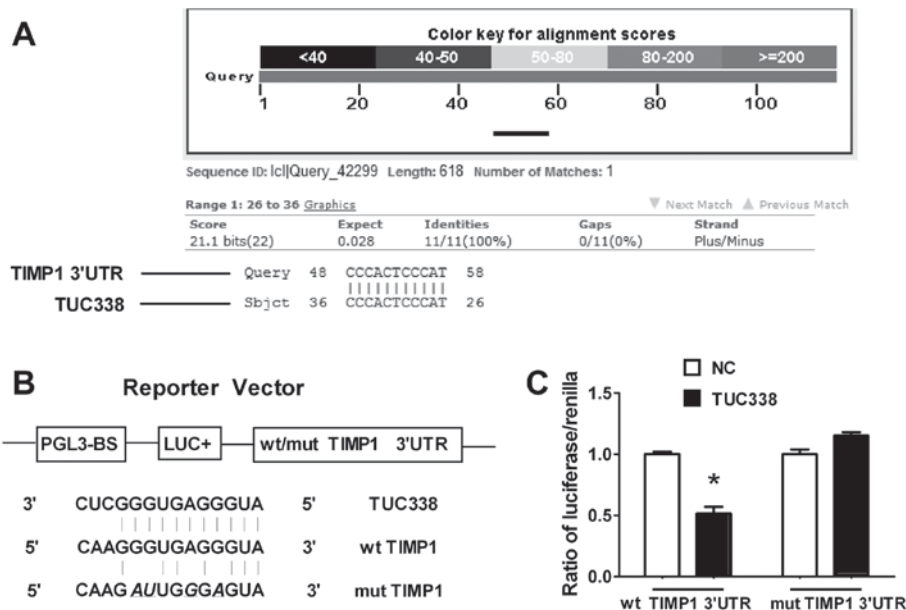 A
Color key for alignment scores
<40 40-50 50-80 80-200 >=200
Query
1 20 40 60 80 100
Sequence ID: lcl|Query_42299 Length: 618 Number of Matches: 1
Range 1: 26 to 36 Graphics Next Match Previous Match
Score Expect Identities Gaps Strand
21.1 bits(22) 0.028 11/11(100%) 0/11(0%) Plus/Minus
TIMP1 3'UTR Query 48 CCCACTCCCAT 58
TUC338 Sbjct 36 CCCACTCCCAT 26
B
Reporter Vector
PGL3-BS LUC+ wt/mut TIMP1 3'UTR
3' CUCGGGUGAGGGUA 5' TUC338
5' CAAGGGUGAGGGUA 3' wt TIMP1
5' CAAGAUUGGGAGUA 3' mut TIMP1
C
NC
TUC338
Ratio of luciferase/renilla
1.5
1.0
0.5
0.0
*
wt TIMP1 3'UTR mut TIMP1 3'UTR